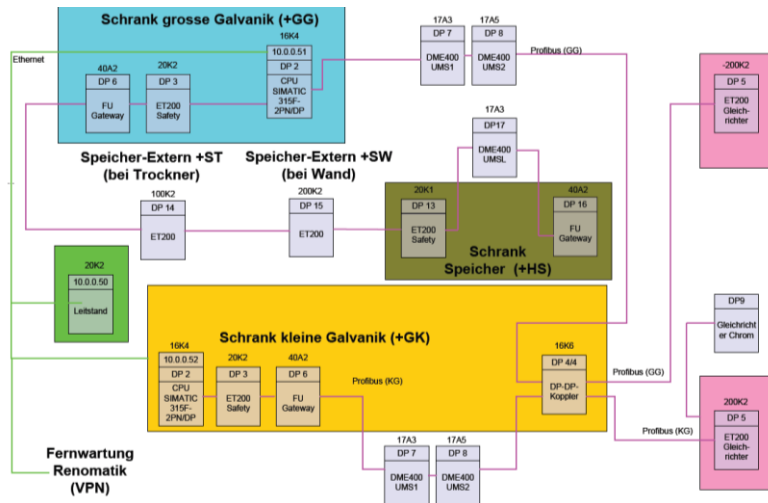 Schrank grosse Galvanik (+GG)
16K4
10.0.0.51
DP 2
CPU
SIMATIC
315F-
2PN/DP
Ethernet
40A2
DP 6
FU
Gateway
20K2
DP 3
ET200
Safety
17A3
DP 7
DME400
UMS1
17A5
DP 8
DME400
UMS2
Profibus (GG)
-200K2
DP 5
ET200
Gleich-
richter
Speicher-Extern +ST
(bei Trockner)
Speicher-Extern +SW
(bei Wand)
17A3
DP17
DME400
UMSL
100K2
DP 14
ET200
200K2
DP 15
ET200
20K1
DP 13
ET200
Safety
40A2
DP 16
FU
Gateway
Schrank
Speicher (+HS)
20K2
10.0.0.50
Leitstand
Schrank kleine Galvanik (+GK)
16K4
10.0.0.52
DP 2
CPU
SIMATIC
315F-
2PN/DP
20K2
DP 3
ET200
Safety
40A2
DP 6
FU
Gateway
Profibus (KG)
16K6
DP 4/4
DP-DP-
Koppler
Profibus (GG)
Profibus (KG)
DP9
Gleichricht
er Chrom
200K2
DP 5
ET200
Gleich-
richter
17A3
DP 7
DME400
UMS1
17A5
DP 8
DME400
UMS2
Fernwartung
Renomatik
(VPN)